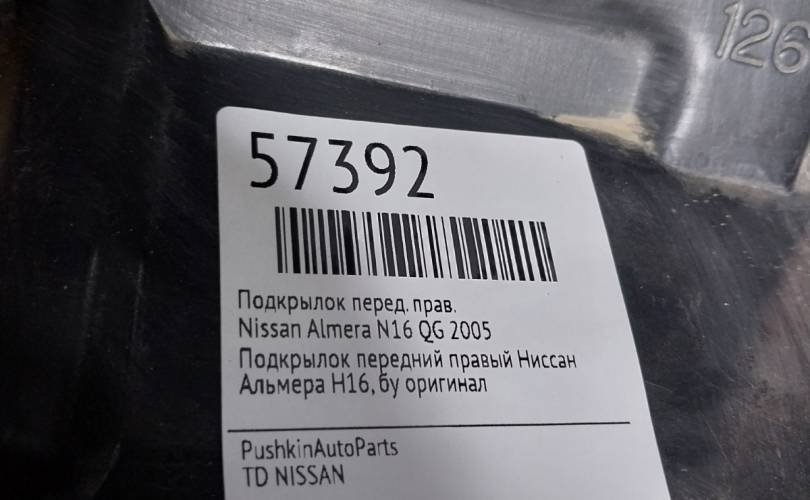 126
57392
Подкрылок перед. прав.
Nissan Almera N16 QG 2005
Подкрылок передний правый Ниссан
Альмера Н16, бу оригинал
PushkinAutoParts
TD NISSAN